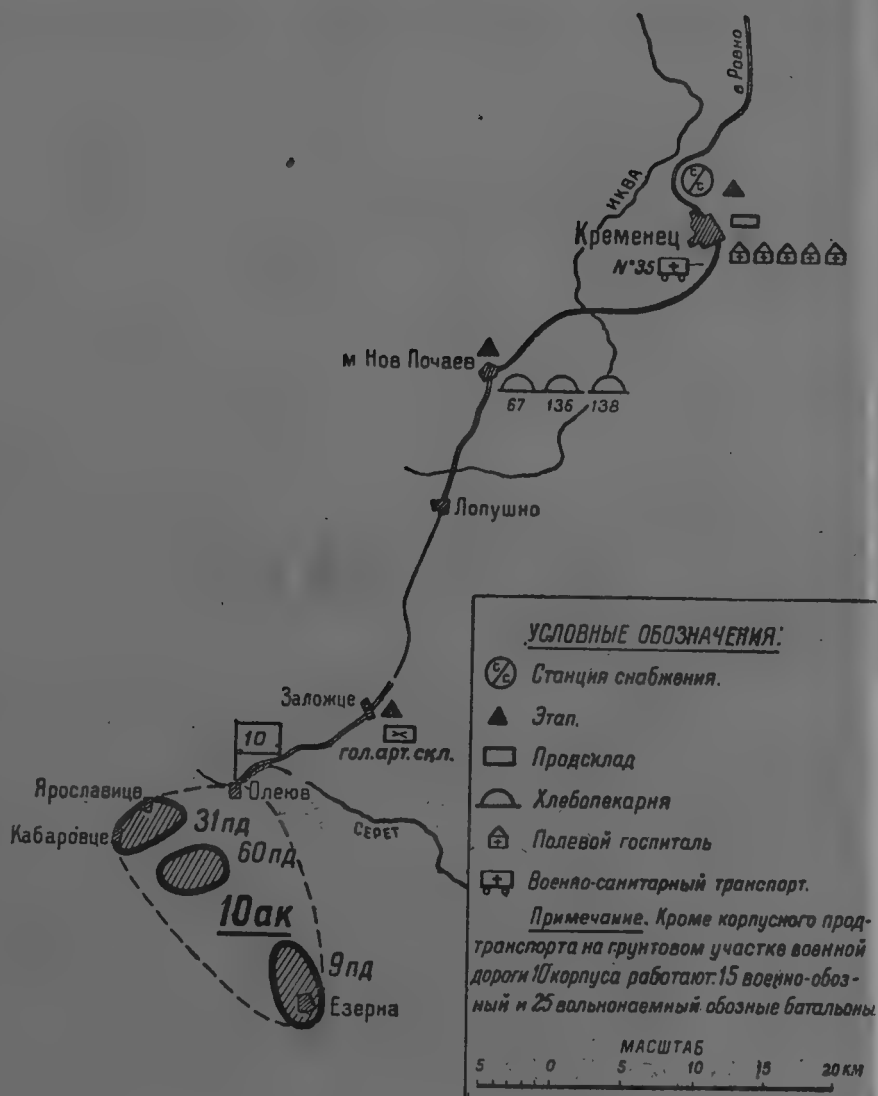 в Ровно
ИКВА
с/с
Кременец
№35
м Нов Почаев
67 136 138
Лопушно
Заложце
10
гол.арт.скл.
Олеюв
Ярославице
31пд
Кабаровце
СЕРЕТ
60пд
10ак
9пд
Езерна
УСЛОВНЫЕ ОБОЗНАЧЕНИЯ:
с/с Станция снабжения.
Этап.
Продсклад
Хлебопекарня
Полевой госпиталь
Военно-санитарный транспорт.
Примечание. Кроме корпусного прод-
транспорта на грунтовом участке военной
дороги 10 корпуса работают: 15 военно-обоз-
ный и 25 вольнонаемный обозные батальоны.
МАСШТАБ
5 0 5 10 15 20 км